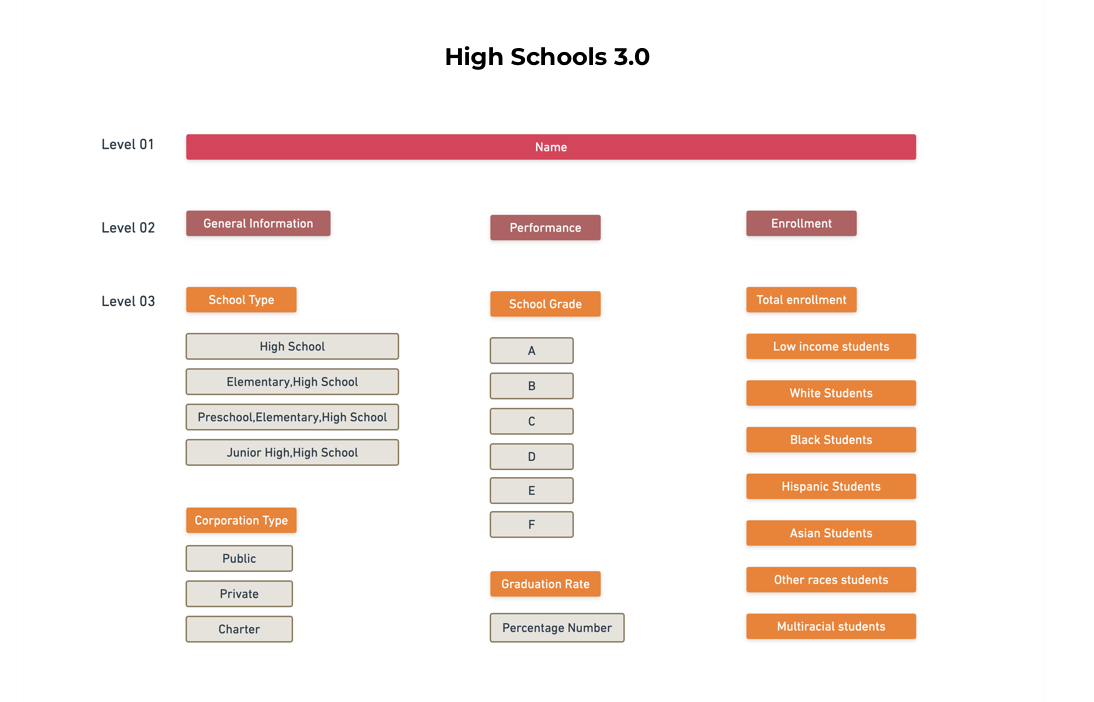 High Schools 3.0
Level 01
Name
Level 02
General Information
Performance
Enrollment
Level 03
School Type
High School
Elementary,High School
Preschool,Elementary,High School
Junior High,High School
Corporation Type
Public
Private
Charter
School Grade
A
B
C
D
E
F
Graduation Rate
Percentage Number
Total enrollment
Low income students
White Students
Black Students
Hispanic Students
Asian Students
Other races students
Multiracial students